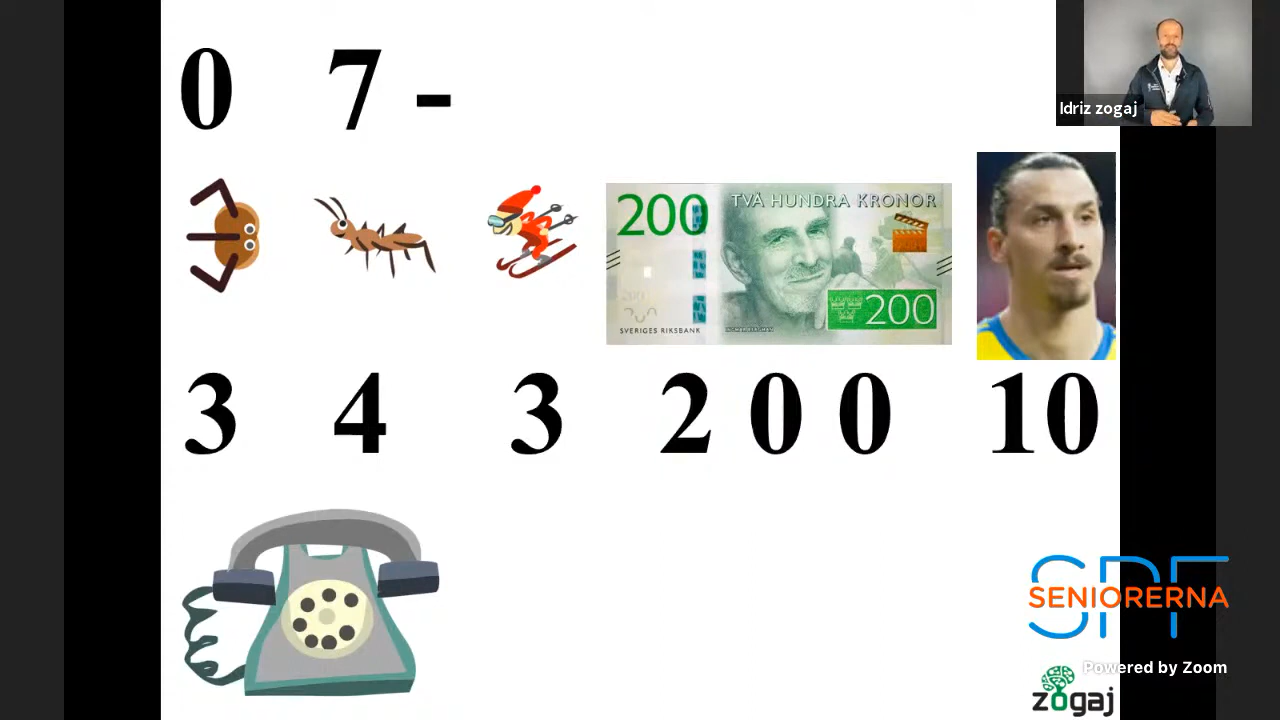 0 7 -
Idriz zogaj
200 TVÅ HUNDRA KRONOR
200
SVERIGES RIKSBANK
3 4 3 2 0 0 10
SPF
SENIORERNA
Powered by Zoom
zogaj